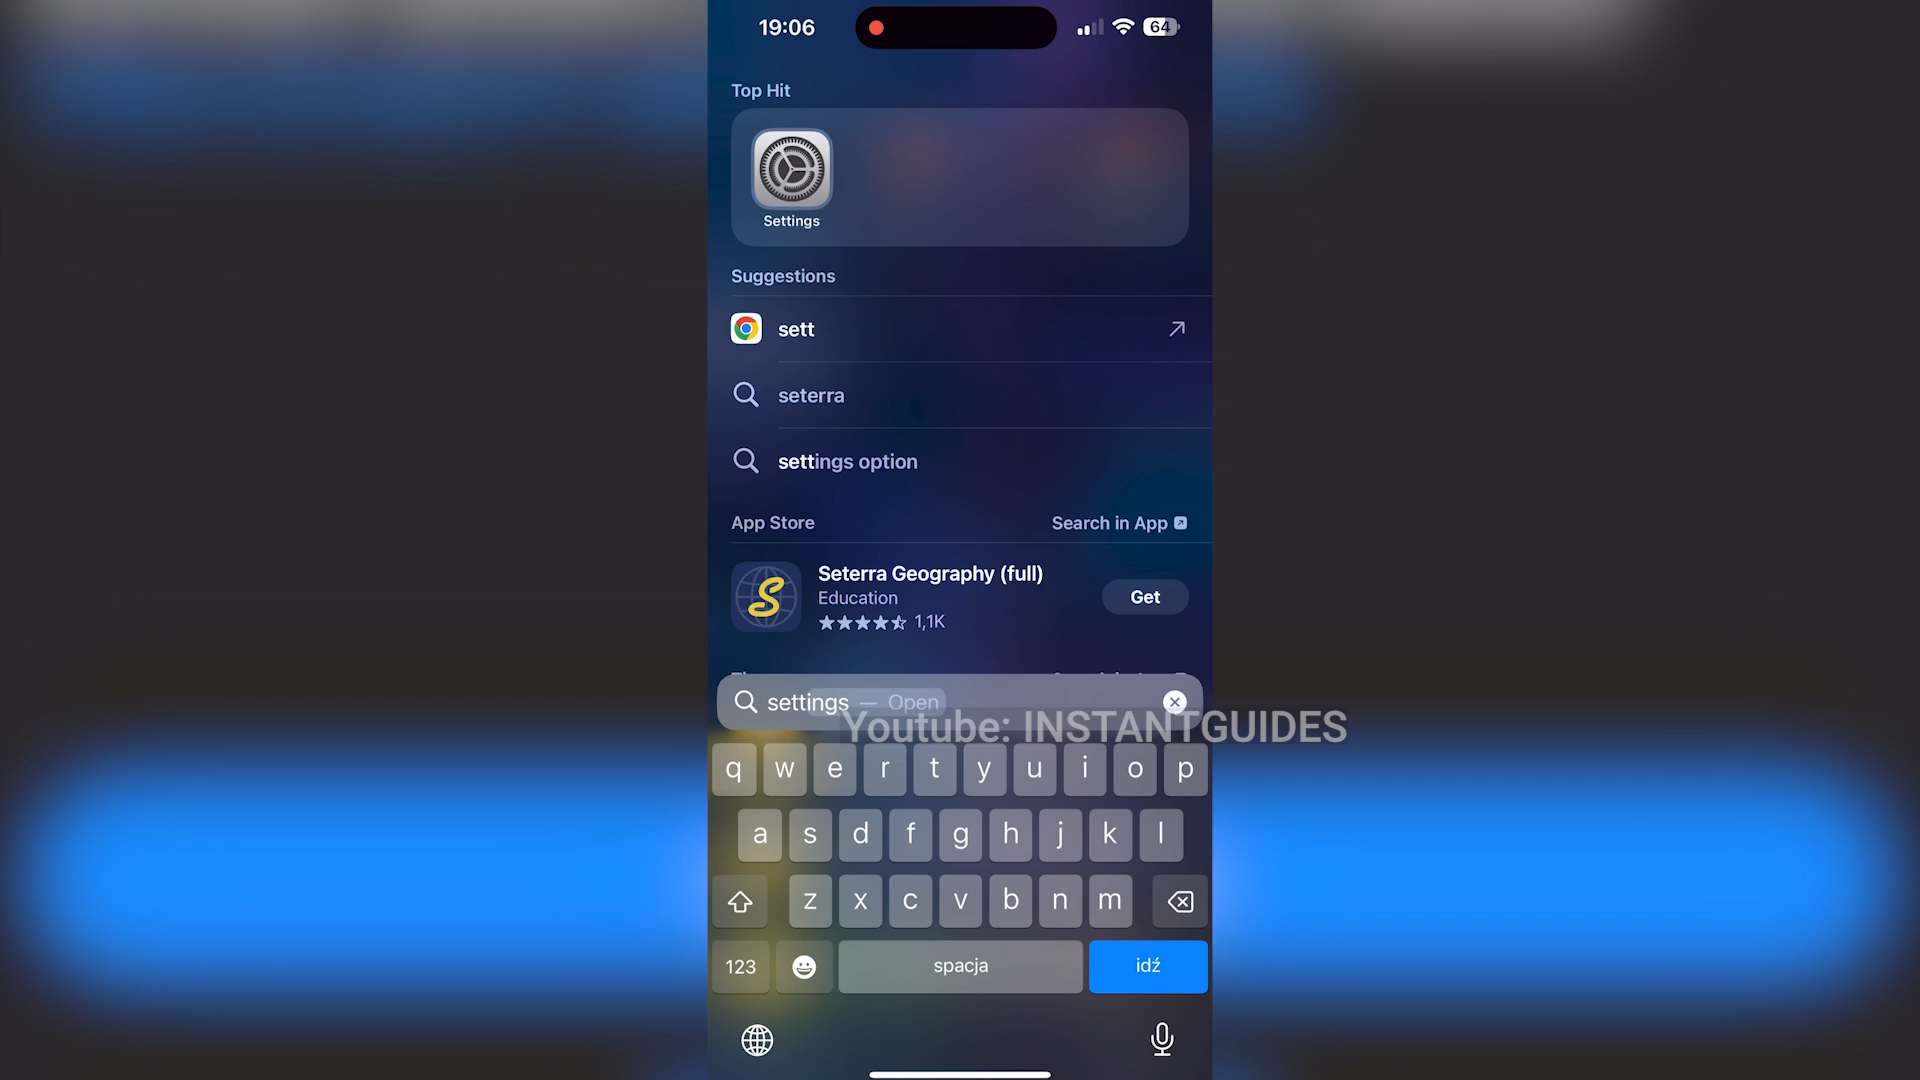 19:06
64
Top Hit
Settings
Suggestions
sett
seterra
settings option
App Store Search in App
Seterra Geography (full)
Education
1,1K
Get
settings — Open
Youtube: INSTANTGUIDES
q w e r t y u i o p
a s d f g h j k l
z x c v b n m
123 spacja idź